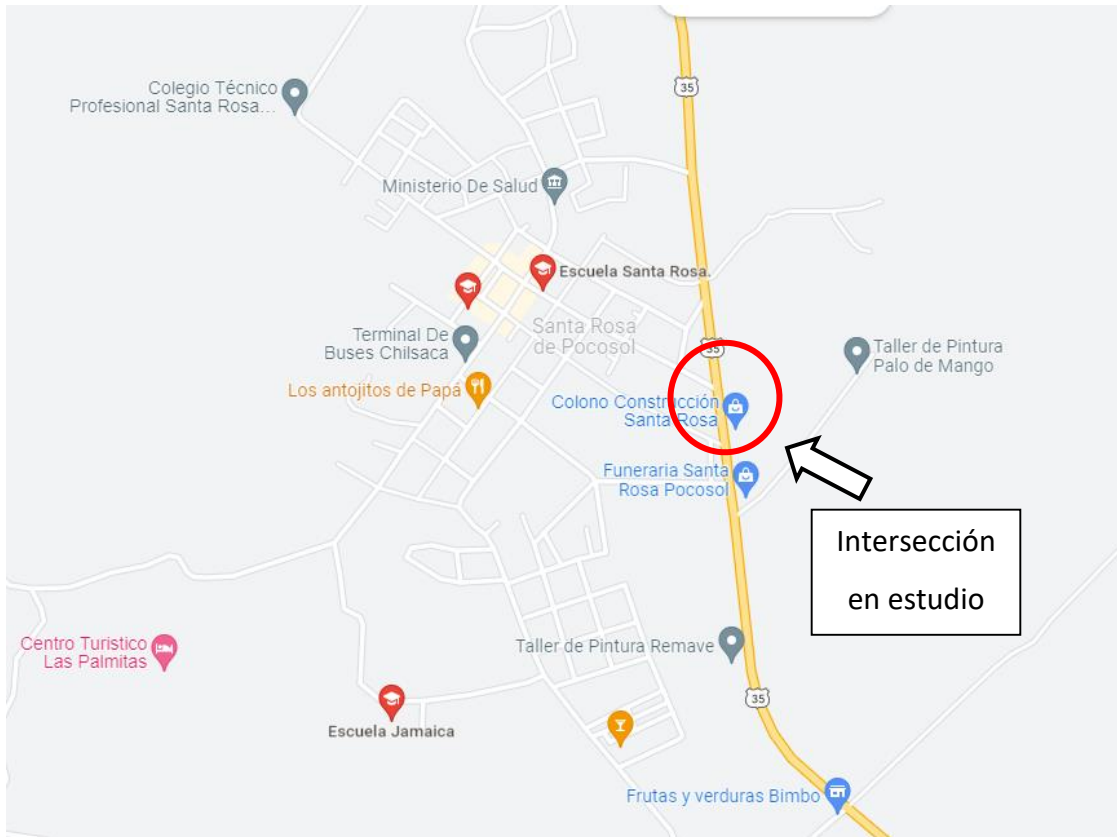 35
Colegio Técnico
Profesional Santa Rosa...
Ministerio De Salud
Escuela Santa Rosa.
Santa Rosa
de Pocosol
Terminal De
Buses Chilsaca
35
Taller de Pintura
Palo de Mango
Los antojitos de Papá
Colono Construcción
Santa Rosa
Funeraria Santa
Rosa Pocosol
Intersección
en estudio
Centro Turistico
Las Palmitas
Taller de Pintura Remave
35
Escuela Jamaica
Frutas y verduras Bimbo